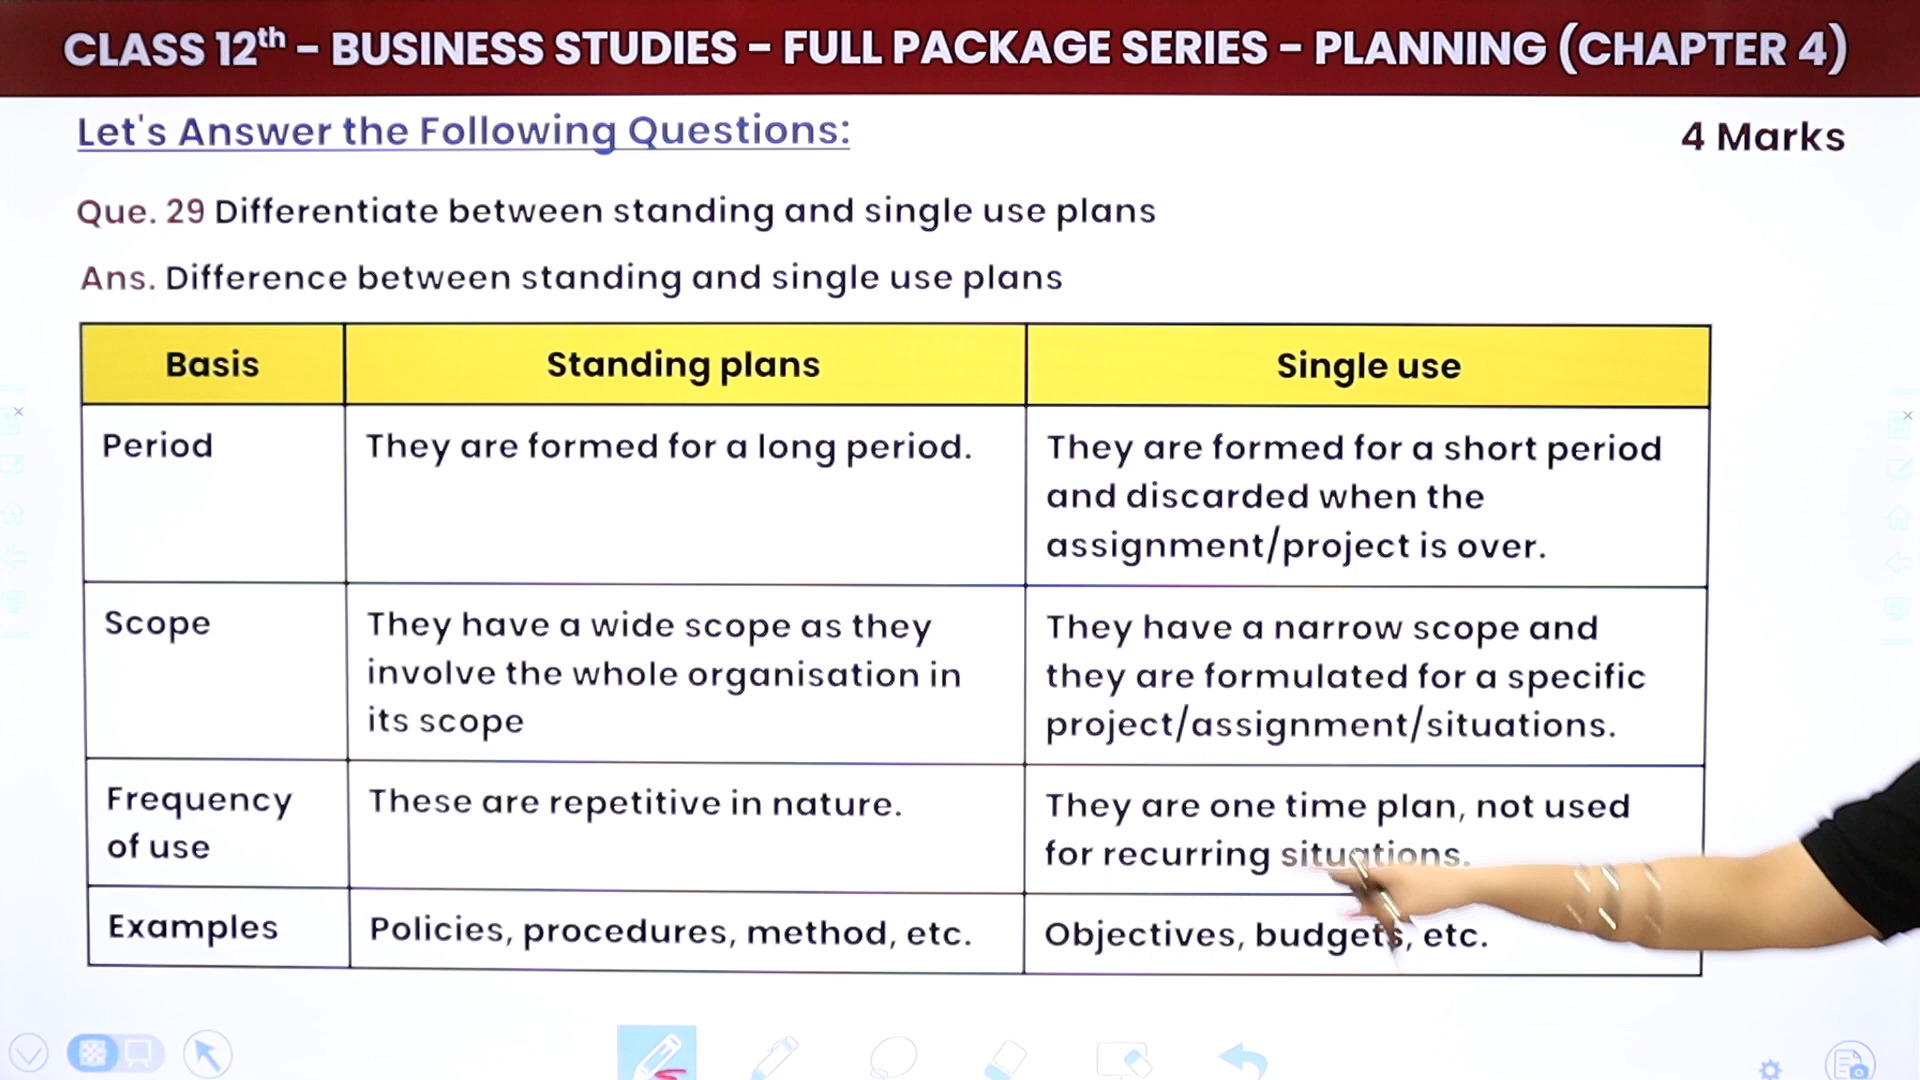 CLASS 12th – BUSINESS STUDIES – FULL PACKAGE SERIES – PLANNING (CHAPTER 4)
Let's Answer the Following Questions:
4 Marks
Que. 29 Differentiate between standing and single use plans
Ans. Difference between standing and single use plans
Basis
Standing plans
Single use
Period
They are formed for a long period.
They are formed for a short period
and discarded when the
assignment/project is over.
Scope
They have a wide scope as they
involve the whole organisation in
its scope
They have a narrow scope and
they are formulated for a specific
project/assignment/situations.
Frequency
of use
These are repetitive in nature.
They are one time plan, not used
for recurring situations.
Examples
Policies, procedures, method, etc.
Objectives, budgets, etc.